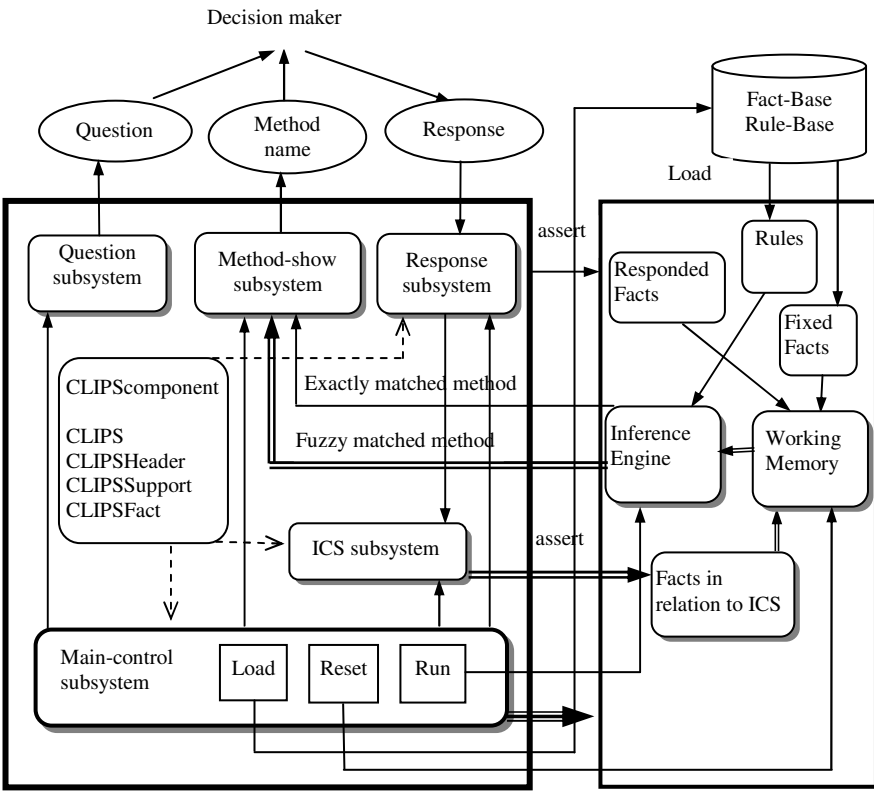 Decision maker
Question
Method
name
Response
Fact-Base
Rule-Base
Load
assert
Question
subsystem
Method-show
subsystem
Response
subsystem
Responded
Facts
Rules
Fixed
Facts
CLIPScomponent
CLIPS
CLIPSHeader
CLIPSSupport
CLIPSFact
Exactly matched method
Fuzzy matched method
Inference
Engine
Working
Memory
ICS subsystem
assert
Facts in
relation to ICS
Main-control
subsystem
Load
Reset
Run